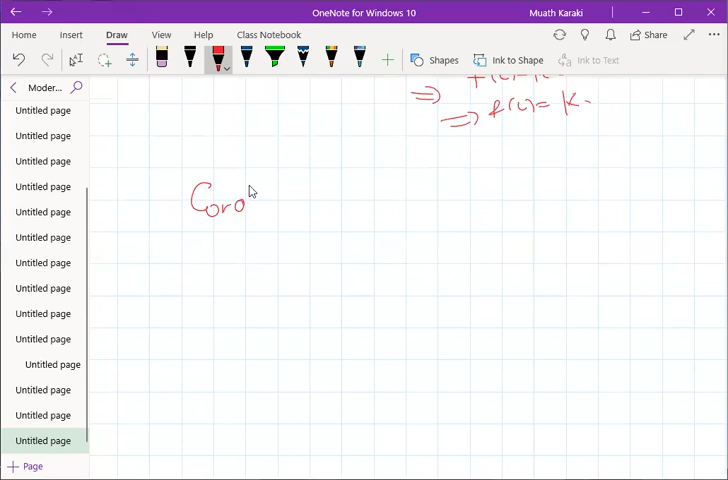 OneNote for Windows 10
Muath Karaki
Home Insert Draw View Help Class Notebook
Share
Shapes Ink to Shape Ink to Text
Moder...
Untitled page
Untitled page
Untitled page
Untitled page
Untitled page
Untitled page
Untitled page
Untitled page
Untitled page
Untitled page
Untitled page
Untitled page
Untitled page
Untitled page
+ Page
⇒
⇒ f(c) = k.
Coro